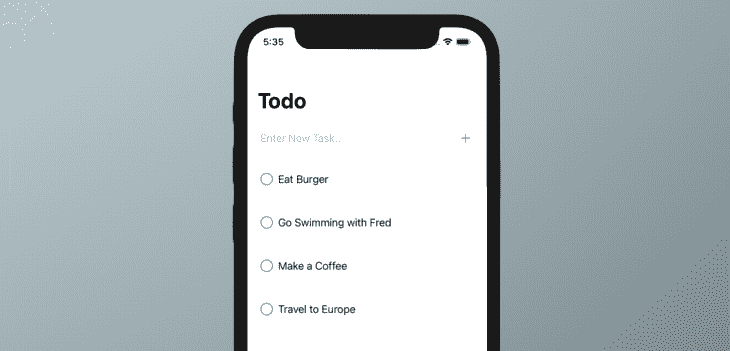 5:35
Todo
Enter New Task..
Eat Burger
Go Swimming with Fred
Make a Coffee
Travel to Europe